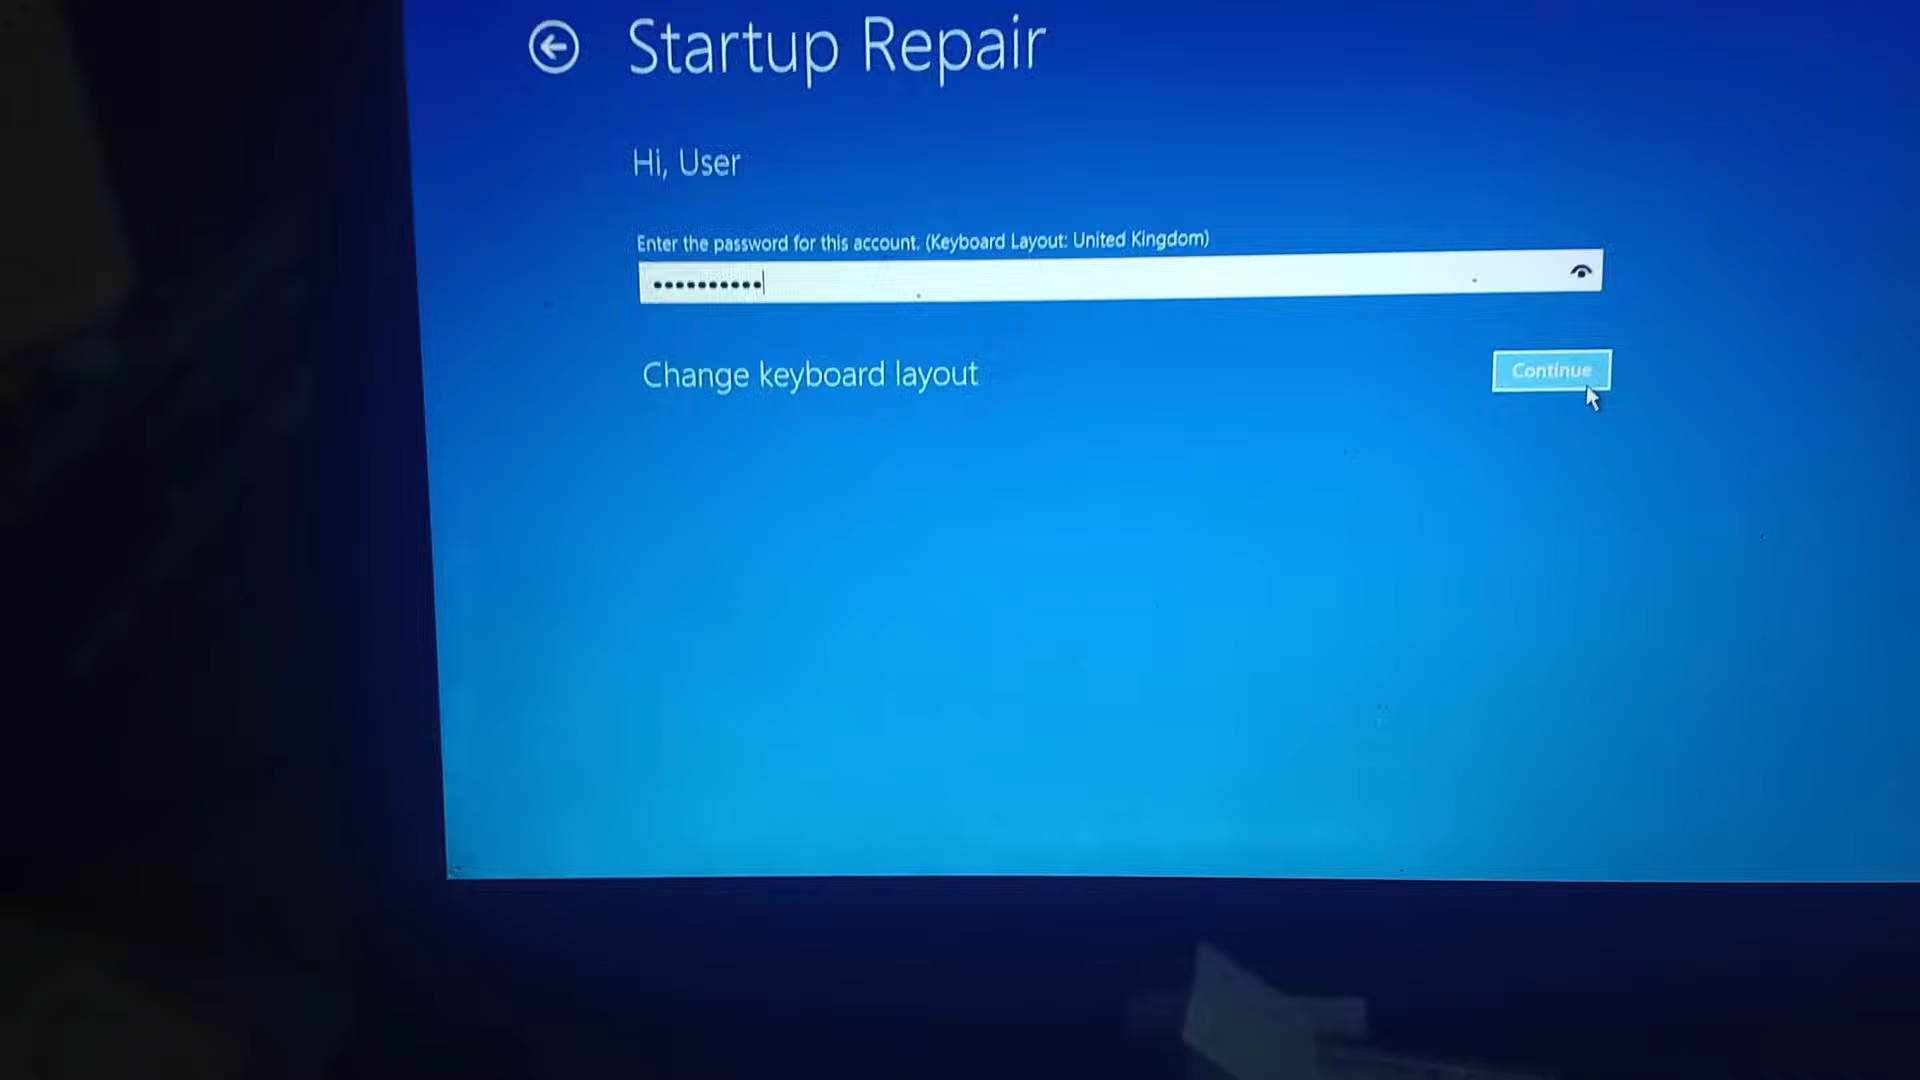 Startup Repair
Hi, User
Enter the password for this account. (Keyboard Layout: United Kingdom)
••••••••••
Change keyboard layout
Continue